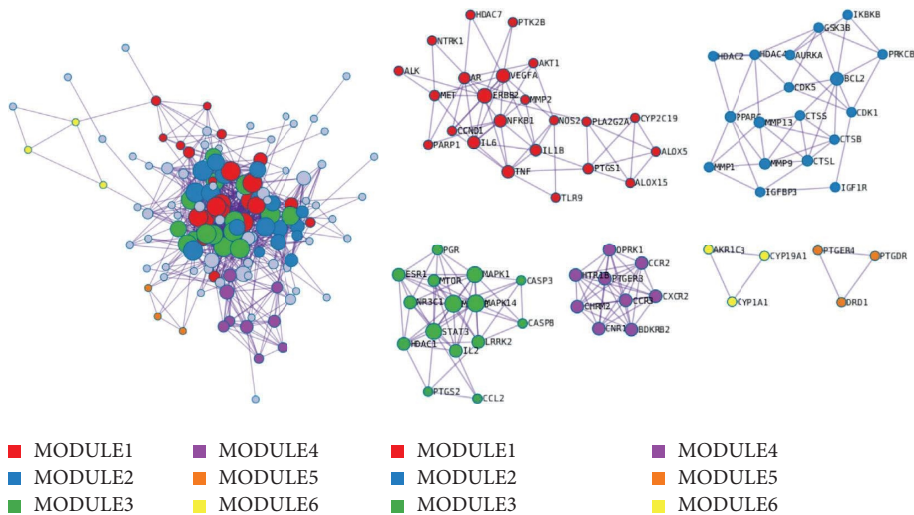 HDAC7
PTK2B
NTRK1
ALK
AR
VEGFA
AKT1
MET
ERBB2
MMP2
CCND1
NFKB1
NOS2
PLA2G2A
CYP2C19
PARP1
IL6
IL1B
ALOX5
TNF
PTGS1
ALOX15
TLR9
IKBKB
GSK3B
HDAC2
HDAC4
AURKA
PRKCB
BCL2
CDK5
CDK1
MMP13
CTSS
CTSB
MMP1
MMP9
CTSL
IGFBP3
IGF1R
PGR
ESR1
MTOR
MAPK1
CASP3
NR3C1
MAPK14
STAT3
CASP8
HDAC1
IL2
LRRK2
PTGS2
CCL2
OPRK1
CCR2
HTR1B
PTGER3
CXCR2
CHRM2
CNR1
BDKRB2
AKR1C3
CYP19A1
CYP1A1
PTGER4
PTGDR
DRD1
MODULE1 MODULE4 MODULE1 MODULE4
MODULE2 MODULE5 MODULE2 MODULE5
MODULE3 MODULE6 MODULE3 MODULE6